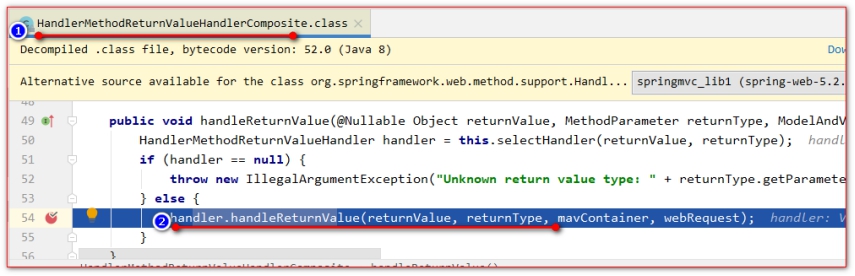 HandlerMethodReturnValueHandlerComposite.class
1
Decompiled .class file, bytecode version: 52.0 (Java 8)
Alternative source available for the class org.springframework.web.method.support.Handl... springmvc_lib1 (spring-web-5.2.
48
49 public void handleReturnValue(@Nullable Object returnValue, MethodParameter returnType, ModelAndV
50 HandlerMethodReturnValueHandler handler = this.selectHandler(returnValue, returnType);
51 if (handler == null) {
52 throw new IllegalArgumentException("Unknown return value type: " + returnType.getParamete
53 } else {
54 handler.handleReturnValue(returnValue, returnType, mavContainer, webRequest); handler: V
2
55 }
56 }
HandlerMethodReturnValueHandlerComposite handleReturnValue()